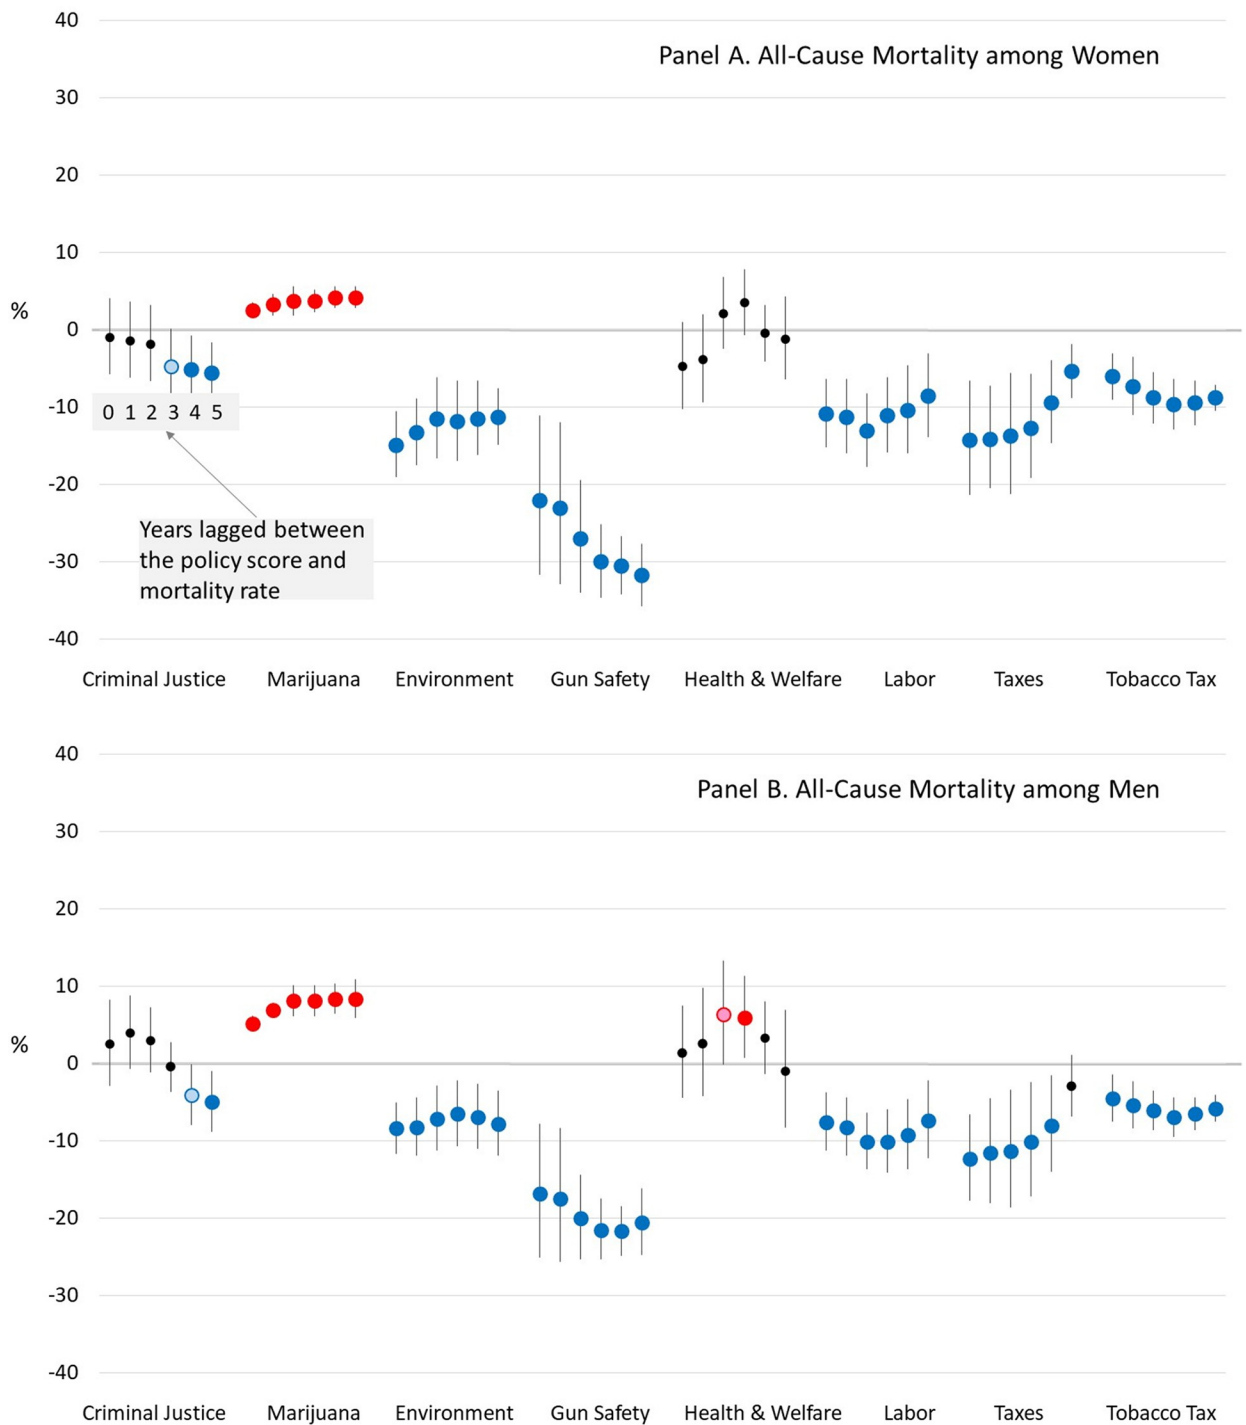 40
Panel A. All-Cause Mortality among Women
30
20
10
%
0
0 1 2 3 4 5
-10
-20
Years lagged between
the policy score and
mortality rate
-30
-40
Criminal Justice Marijuana Environment Gun Safety Health & Welfare Labor Taxes Tobacco Tax
40
Panel B. All-Cause Mortality among Men
30
20
10
%
0
-10
-20
-30
-40
Criminal Justice Marijuana Environment Gun Safety Health & Welfare Labor Taxes Tobacco Tax